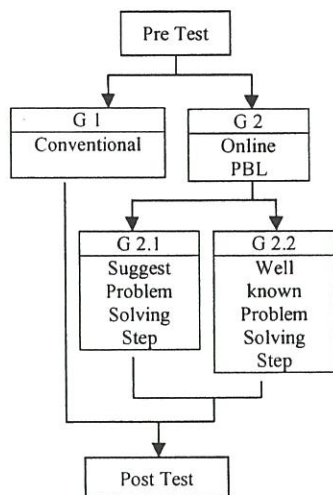 Pre Test
G 1
Conventional
G 2
Online
PBL
G 2.1
Suggest
Problem
Solving
Step
G 2.2
Well
known
Problem
Solving
Step
Post Test